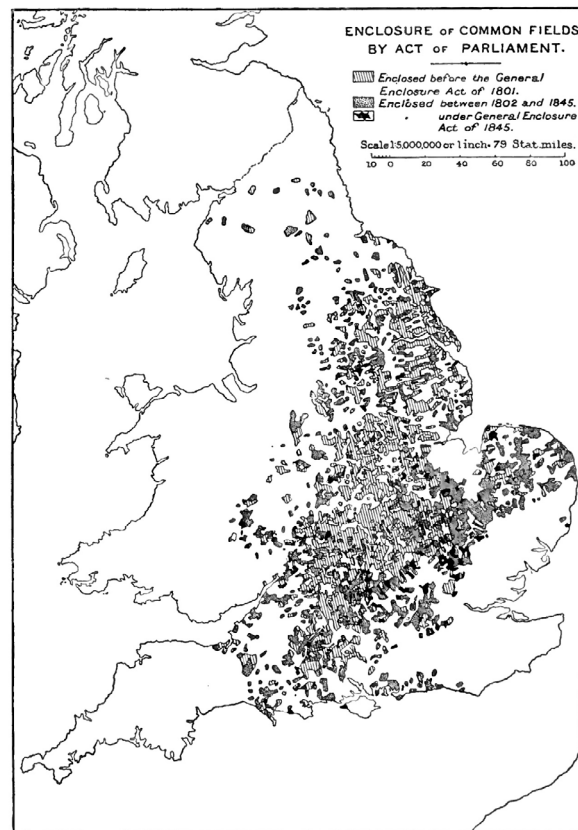 ENCLOSURE OF COMMON FIELDS
BY ACT OF PARLIAMENT.
Enclosed before the General
Enclosure Act of 1801.
Enclosed between 1802 and 1845.
" under General Enclosure
Act of 1845.
Scale 1:5,000,000 or 1 inch = 79 Stat. miles.
10 0 20 40 60 80 100